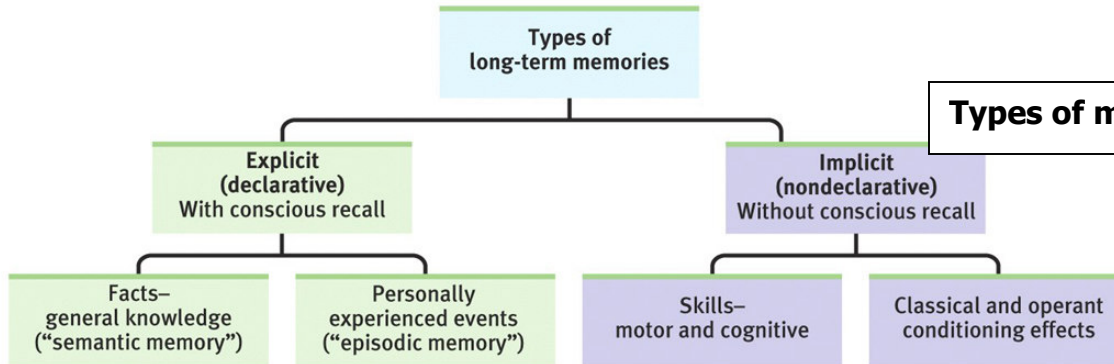 Types of
long-term memories
Types of m
Explicit
(declarative)
With conscious recall
Implicit
(nondeclarative)
Without conscious recall
Facts–
general knowledge
(“semantic memory”)
Personally
experienced events
(“episodic memory”)
Skills–
motor and cognitive
Classical and operant
conditioning effects